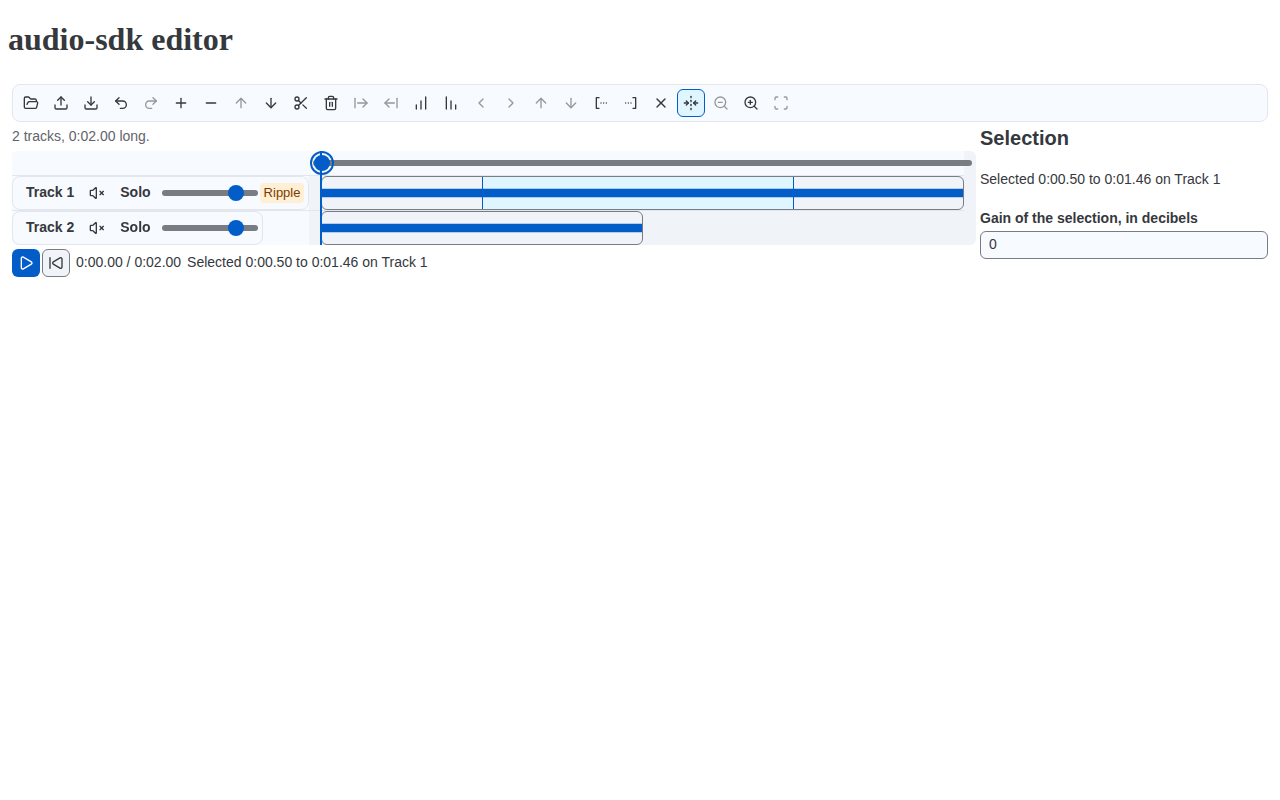 audio-sdk editor
2 tracks, 0:02.00 long.
Track 1 Solo Ripple
Track 2 Solo
0:00.00 / 0:02.00 Selected 0:00.50 to 0:01.46 on Track 1
Selection
Selected 0:00.50 to 0:01.46 on Track 1
Gain of the selection, in decibels
0